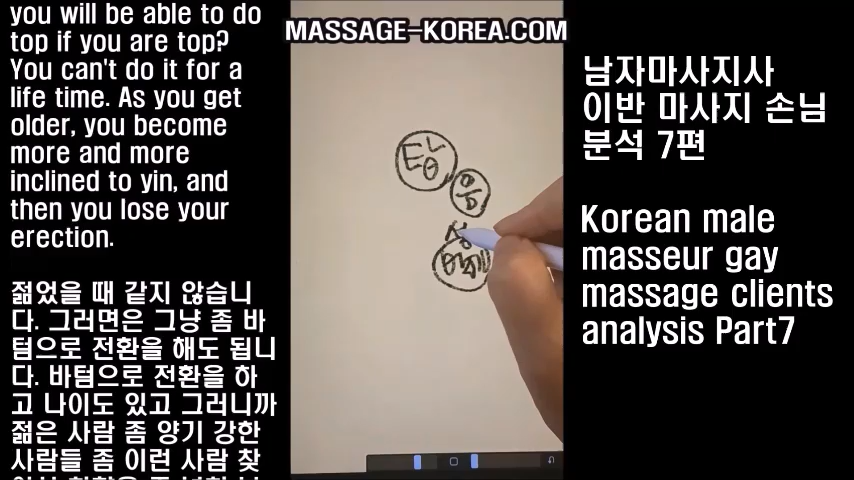 you will be able to do
top if you are top?
You can't do it for a
life time. As you get
older, you become
more and more
inclined to yin, and
then you lose your
erection.
젊었을 때 같지 않습니
다. 그러면은 그냥 좀 바
텀으로 전환을 해도 됩니
다. 바텀으로 전환을 하
고 나이도 있고 그러니까
젊은 사람 좀 양기 강한
사람들 좀 이런 사람 찾
MASSAGE-KOREA.COM
남자마사지사
이반 마사지 손님
분석 7편
Korean male
masseur gay
massage clients
analysis Part7